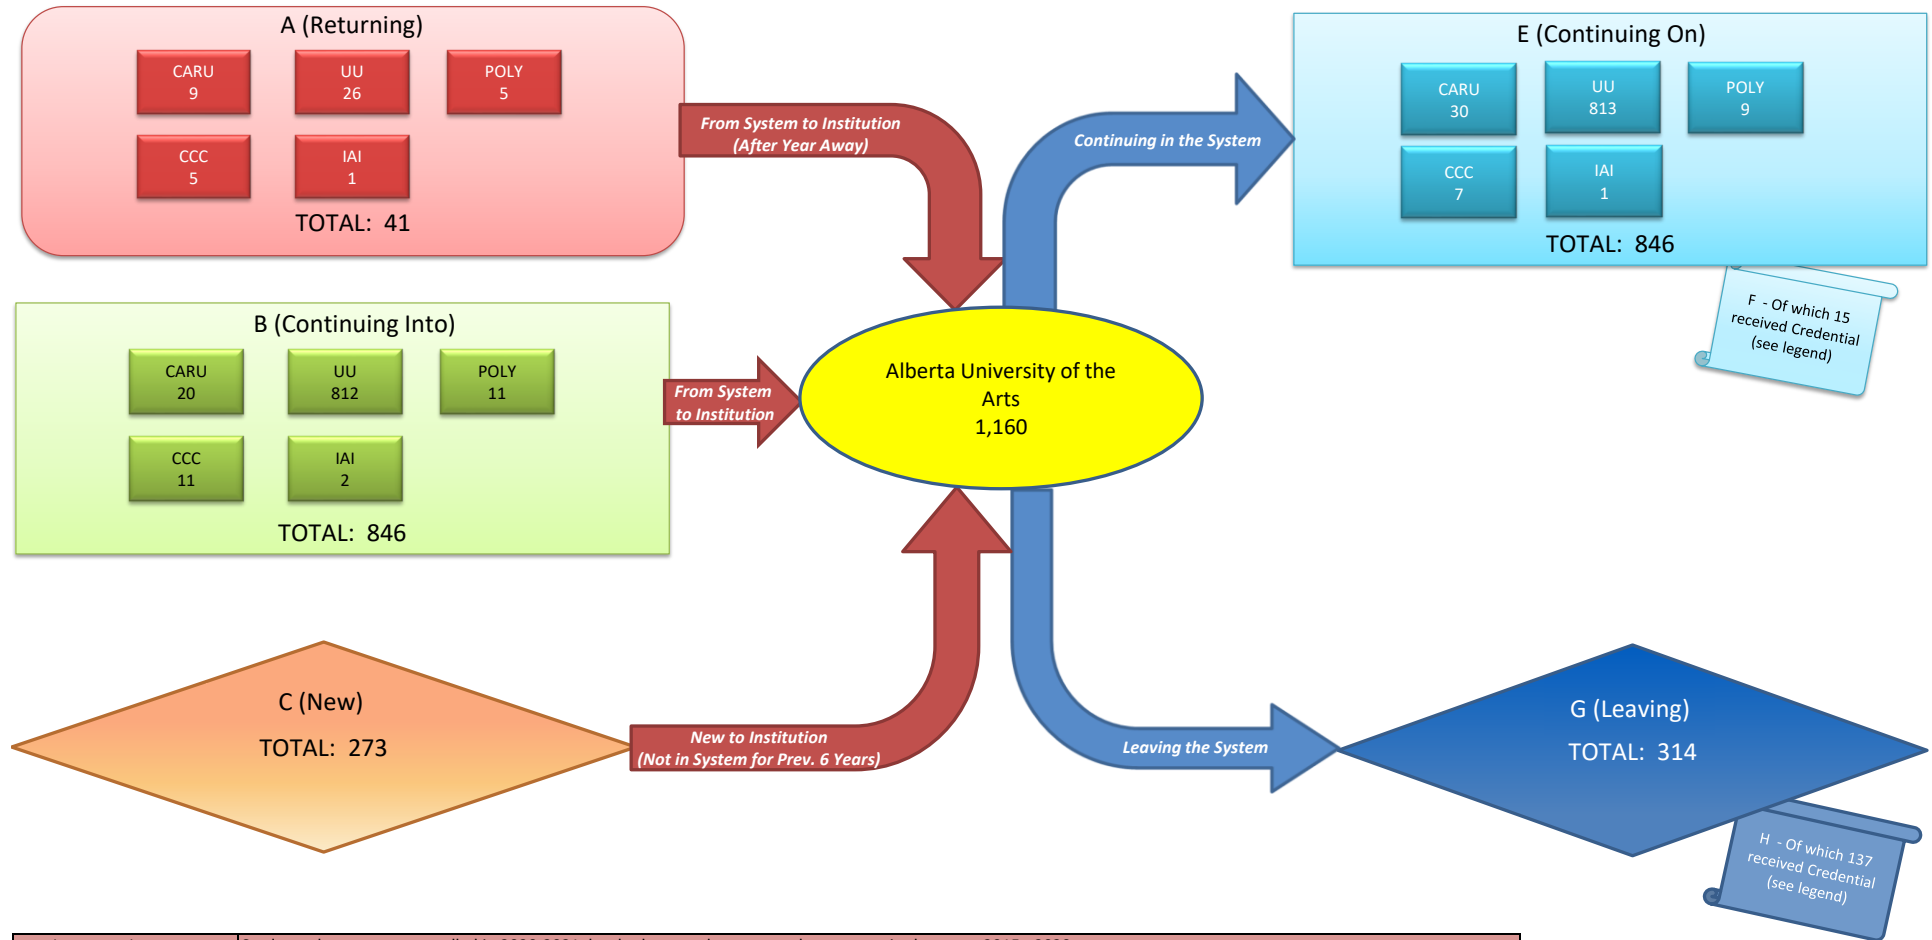 A (Returning)
CARU
9
UU
26
POLY
5
CCC
5
IAI
1
TOTAL: 41
From System to Institution
(After Year Away)
B (Continuing Into)
CARU
20
UU
812
POLY
11
CCC
11
IAI
2
TOTAL: 846
From System
to Institution
C (New)
TOTAL: 273
New to Institution
(Not in System for Prev. 6 Years)
Alberta University of the
Arts
1,160
Continuing in the System
E (Continuing On)
CARU
30
UU
813
POLY
9
CCC
7
IAI
1
TOTAL: 846
F - Of which 15
received Credential
(see legend)
Leaving the System
G (Leaving)
TOTAL: 314
H - Of which 137
received Credential
(see legend)